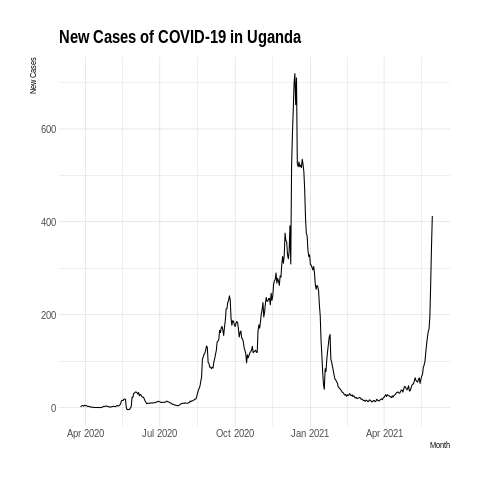 New Cases of COVID-19 in Uganda
New Cases
600
400
200
0
Apr 2020 Jul 2020 Oct 2020 Jan 2021 Apr 2021
Month